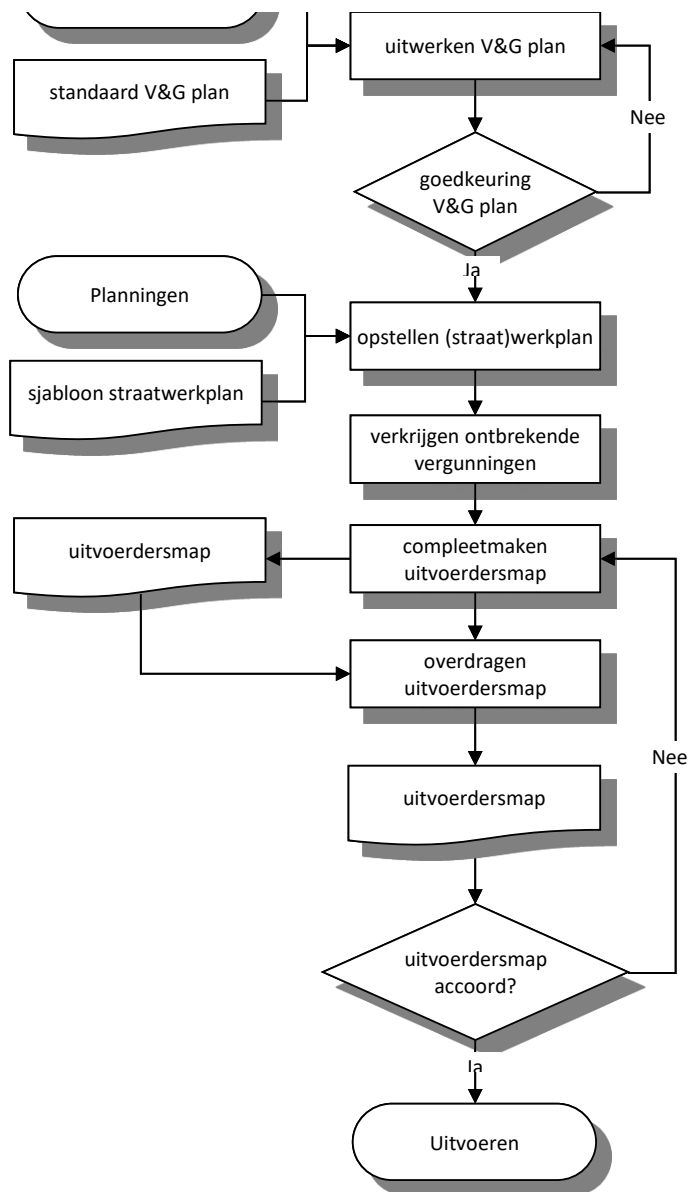 uitwerken V&G plan
standaard V&G plan
Nee
goedkeuring
V&G plan
Ja
Planningen
opstellen (straat)werkplan
sjabloon straatwerkplan
verkrijgen ontbrekende
vergunningen
uitvoerdersmap
compleetmaken
uitvoerdersmap
overdragen
uitvoerdersmap
Nee
uitvoerdersmap
uitvoerdersmap
accoord?
Ja
Uitvoeren